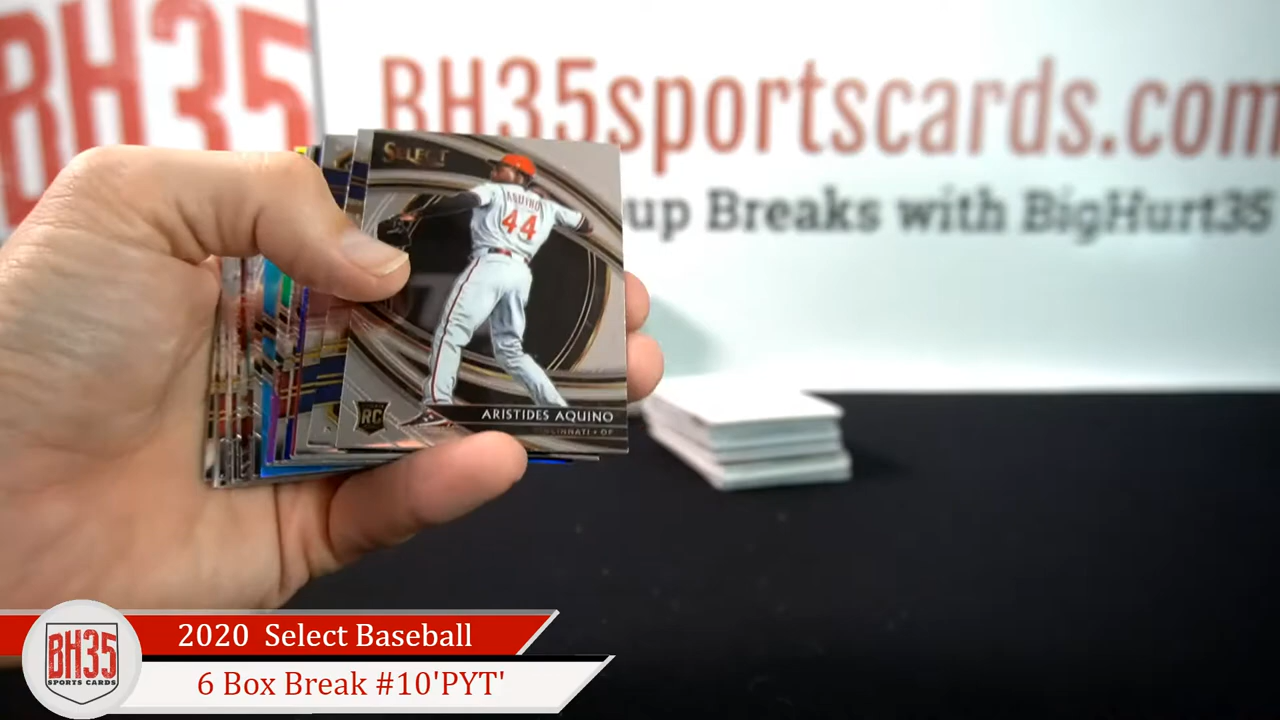 BH35
BH35sportscards.com
up Breaks with BigHurt35
SELECT
AQUINO
44
RC
ARISTIDES AQUINO
CINCINNATI • OF
2020 Select Baseball
6 Box Break #10'PYT'
BH35
SPORTS CARDS